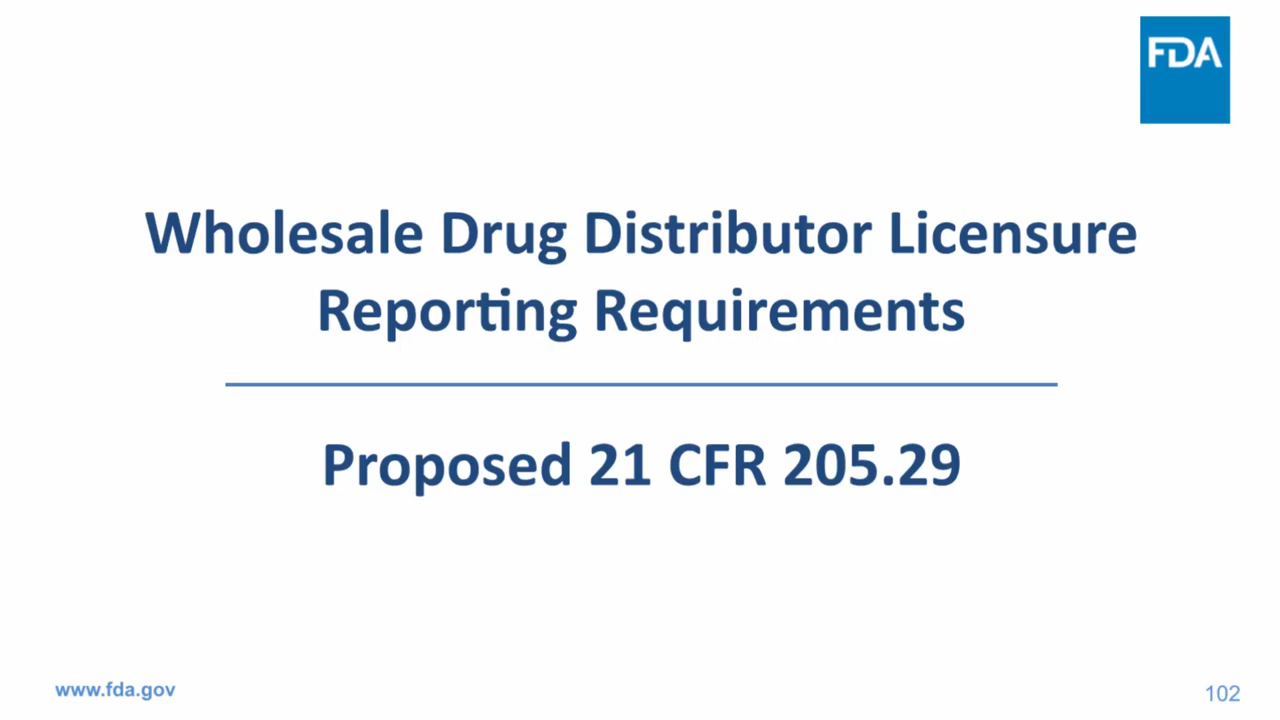 FDA
Wholesale Drug Distributor Licensure
Reporting Requirements
Proposed 21 CFR 205.29
www.fda.gov
102